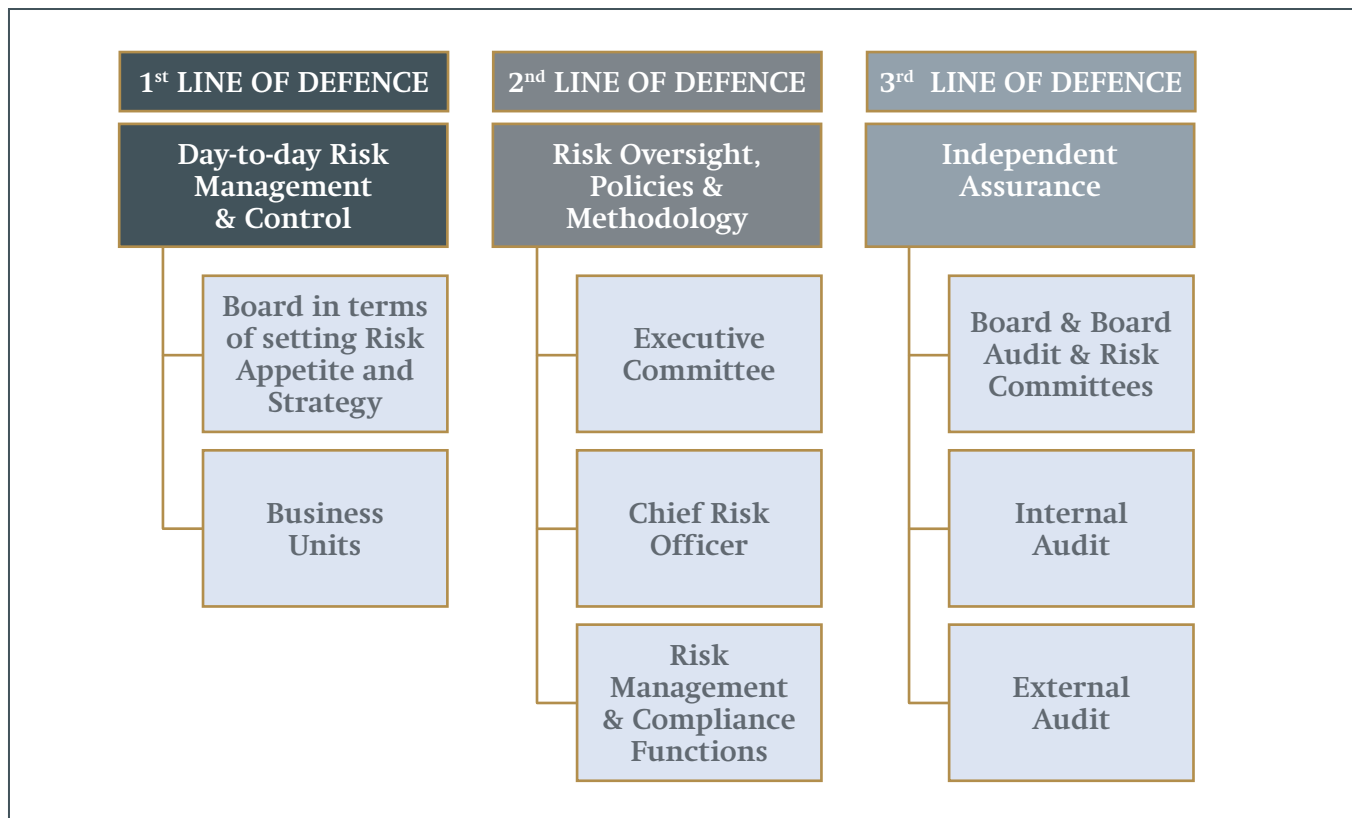 1st LINE OF DEFENCE
Day-to-day Risk
Management
& Control
Board in terms
of setting Risk
Appetite and
Strategy
Business
Units
2nd LINE OF DEFENCE
Risk Oversight,
Policies &
Methodology
Executive
Committee
Chief Risk
Officer
Risk
Management
& Compliance
Functions
3rd LINE OF DEFENCE
Independent
Assurance
Board & Board
Audit & Risk
Committees
Internal
Audit
External
Audit